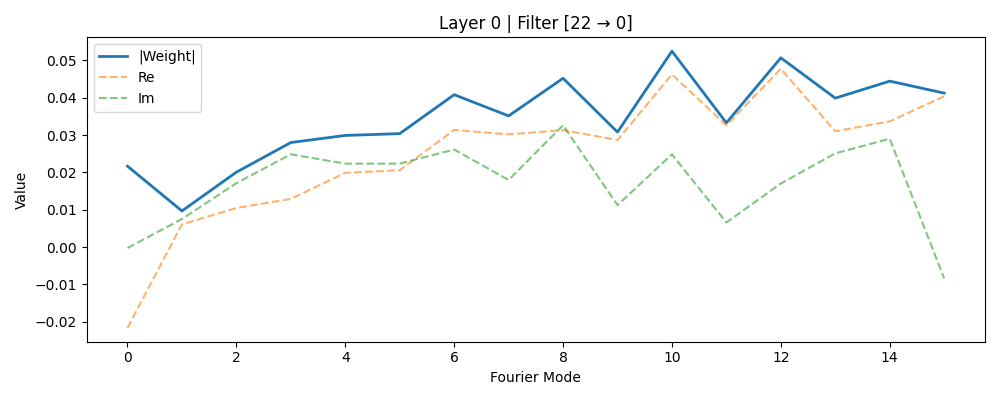 Layer 0 | Filter [22 → 0]
|Weight|
Re
Im
0.05
0.04
0.03
0.02
0.01
0.00
−0.01
−0.02
Value
0 2 4 6 8 10 12 14
Fourier Mode